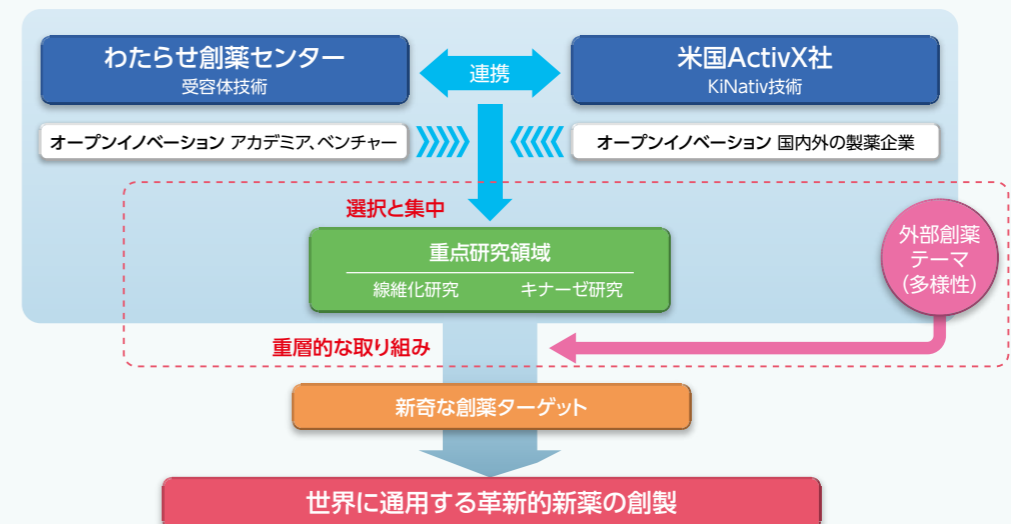 わたらせ創薬センター
受容体技術
連携
米国ActivX社
KiNativ技術
オープンイノベーション アカデミア、ベンチャー
オープンイノベーション 国内外の製薬企業
選択と集中
重点研究領域
線維化研究 キナーゼ研究
外部創薬
テーマ
(多様性)
重層的な取り組み
新奇な創薬ターゲット
世界に通用する革新的新薬の創製